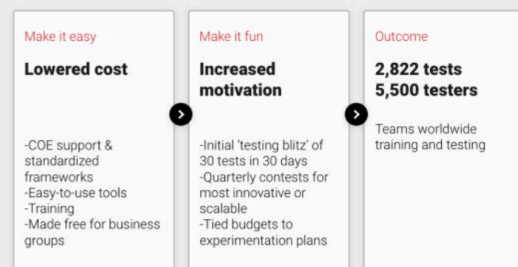 Make it easy
Lowered cost
-COE support &
standardized
frameworks
-Easy-to-use tools
-Training
-Made free for business
groups
Make it fun
Increased
motivation
-Initial 'testing blitz' of
30 tests in 30 days
-Quarterly contests for
most innovative or
scalable
-Tied budgets to
experimentation plans
Outcome
2,822 tests
5,500 testers
Teams worldwide
training and testing